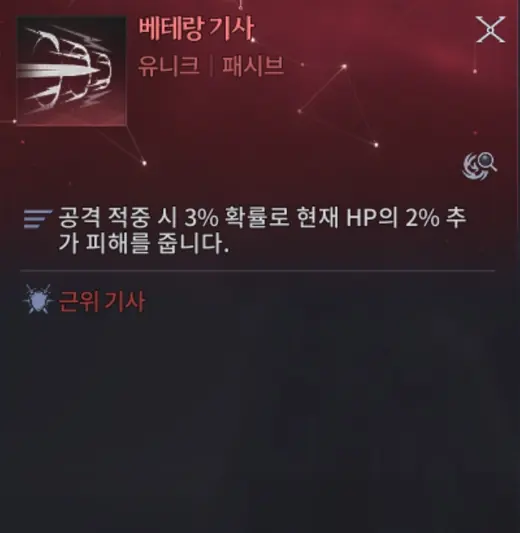 베테랑 기사
유니크 | 패시브
공격 적중 시 3% 확률로 현재 HP의 2% 추
가 피해를 줍니다.
근위 기사